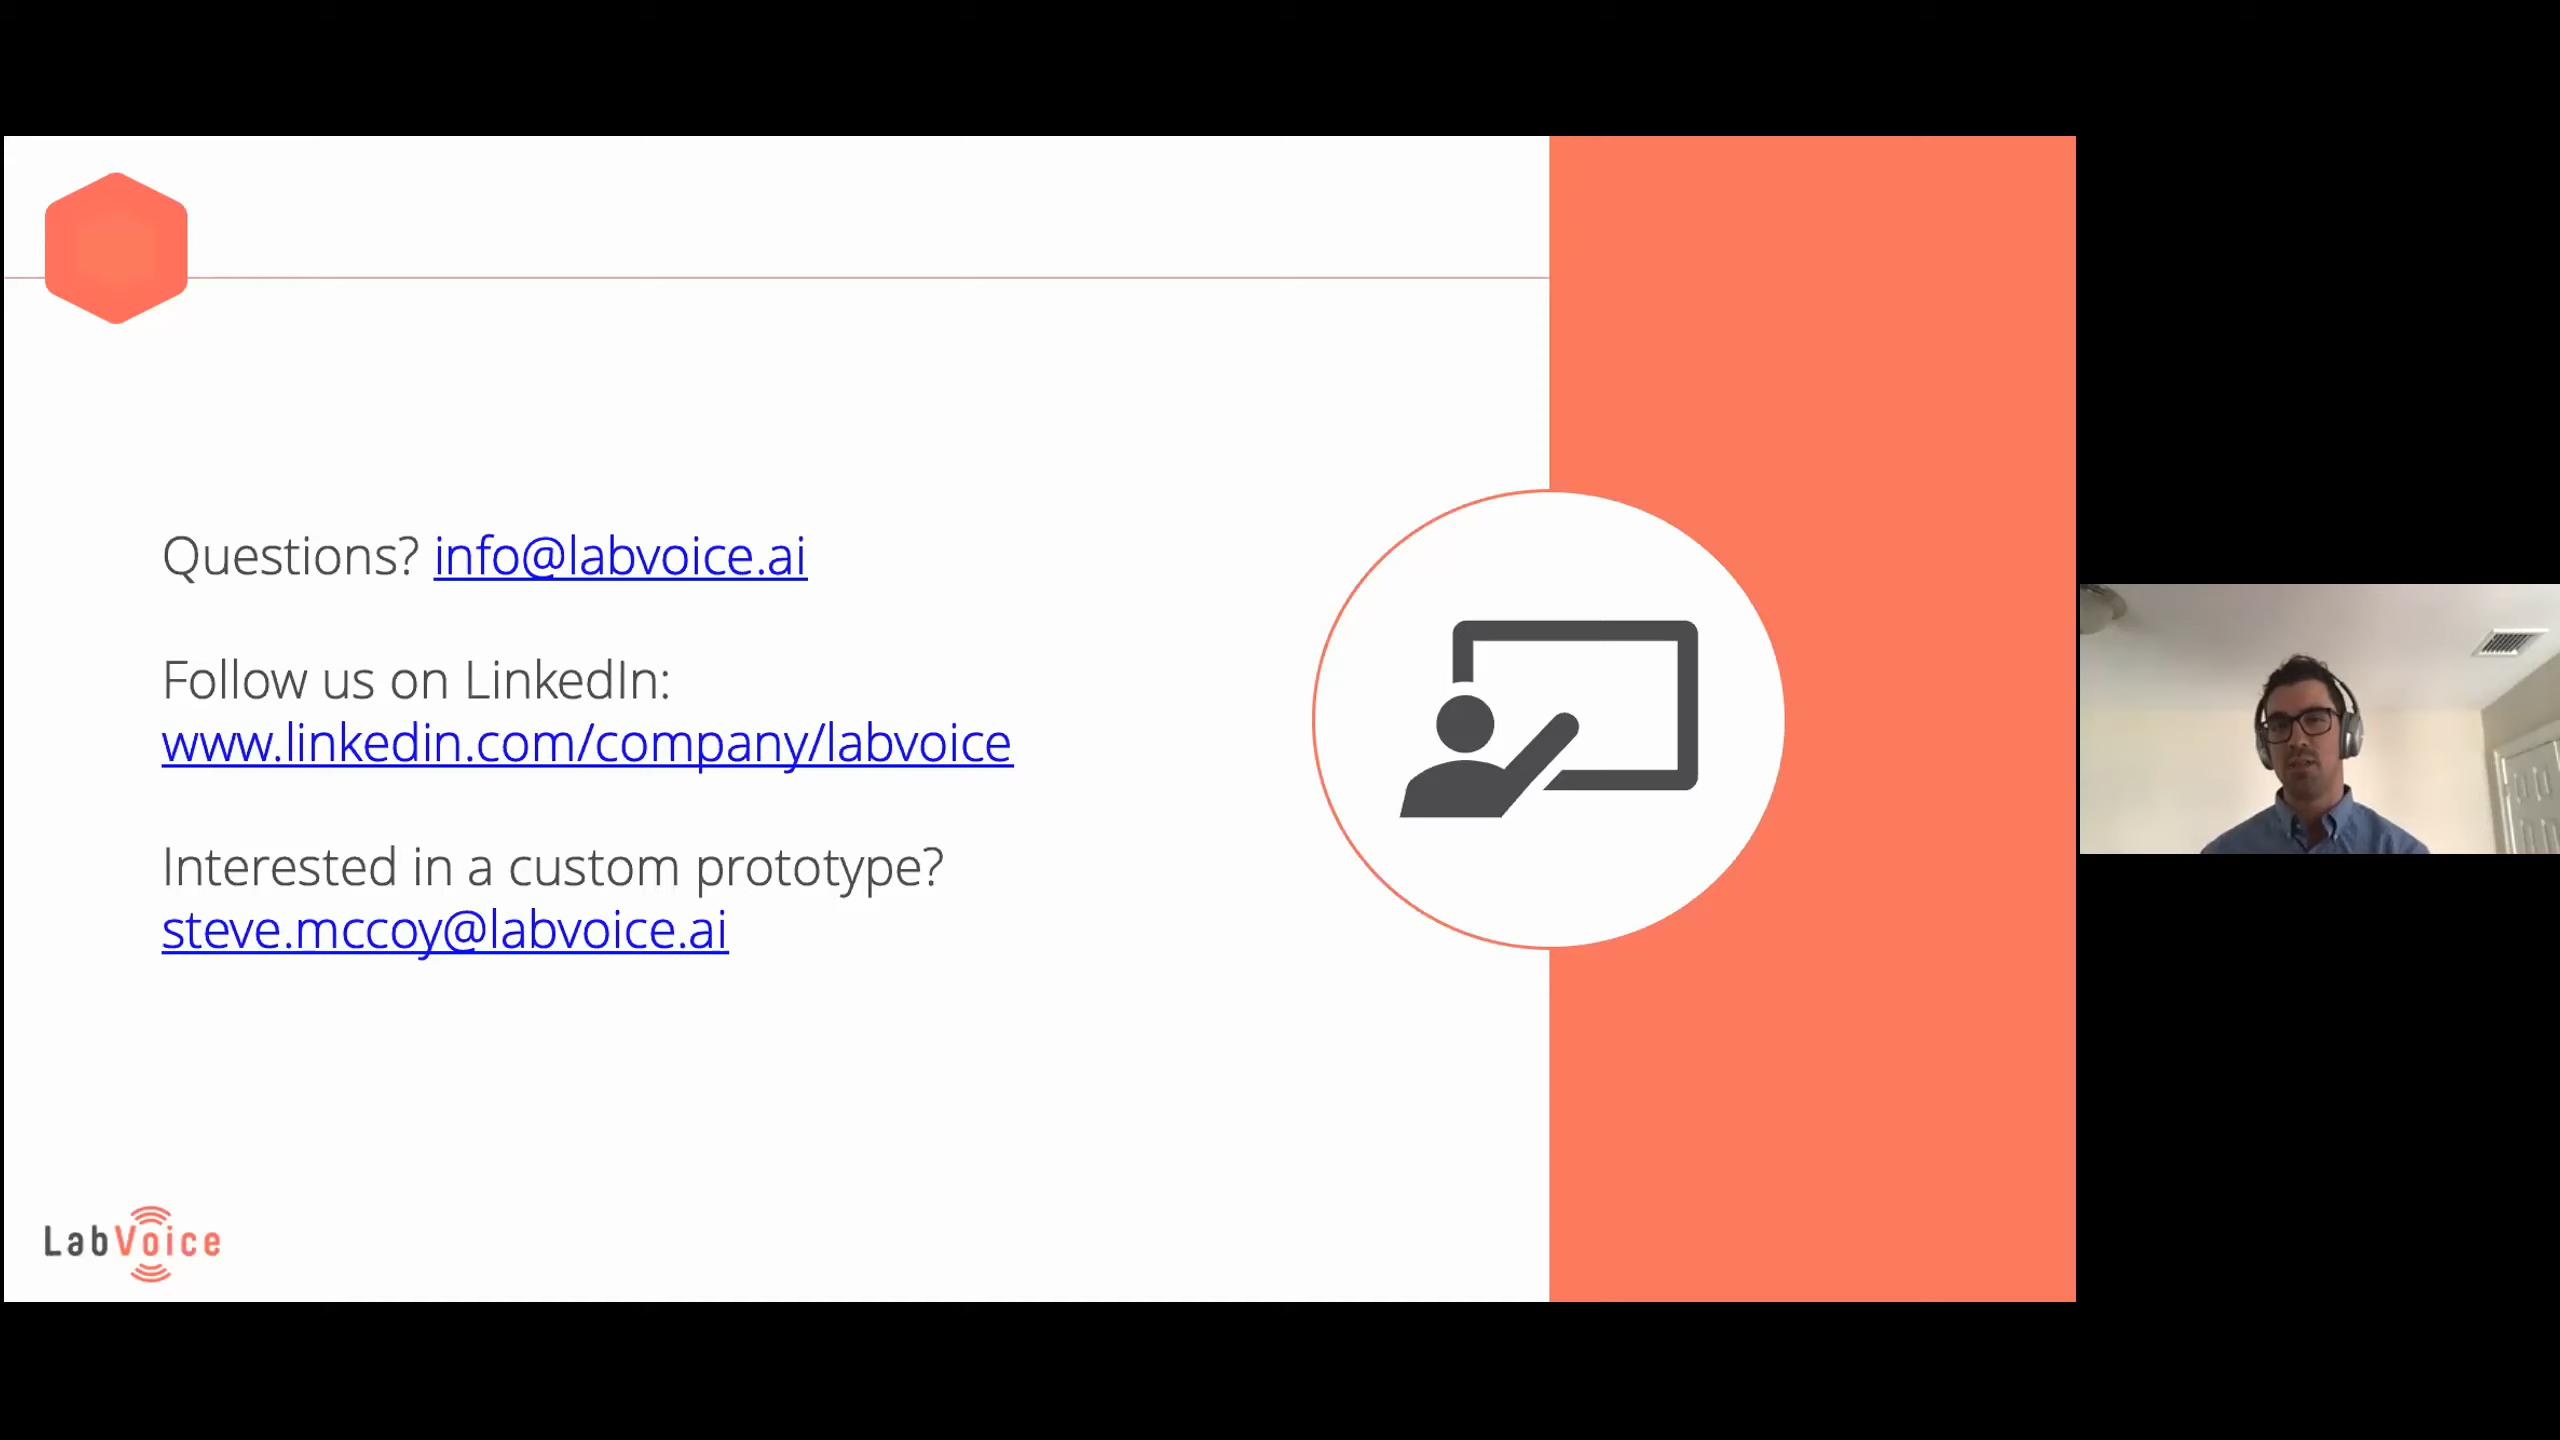 Questions? info@labvoice.ai
Follow us on LinkedIn:
www.linkedin.com/company/labvoice
Interested in a custom prototype?
steve.mccoy@labvoice.ai
LabVoice